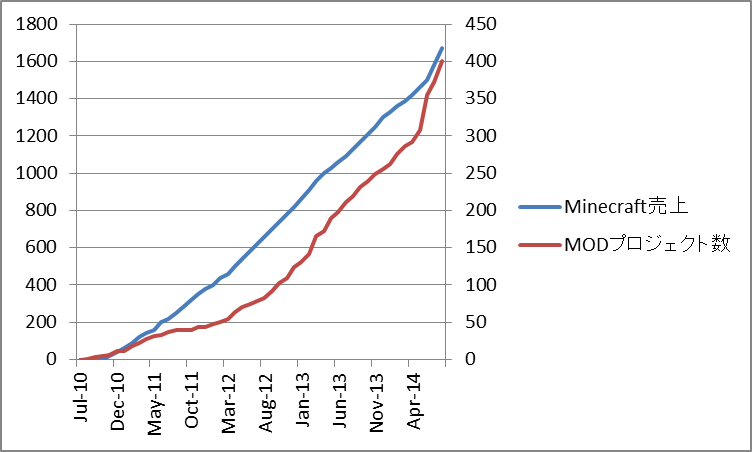 1800
1600
1400
1200
1000
800
600
400
200
0
450
400
350
300
250
200
150
100
50
0
Jul-10
Dec-10
May-11
Oct-11
Mar-12
Aug-12
Jan-13
Jun-13
Nov-13
Apr-14
Minecraft売上
MODプロジェクト数